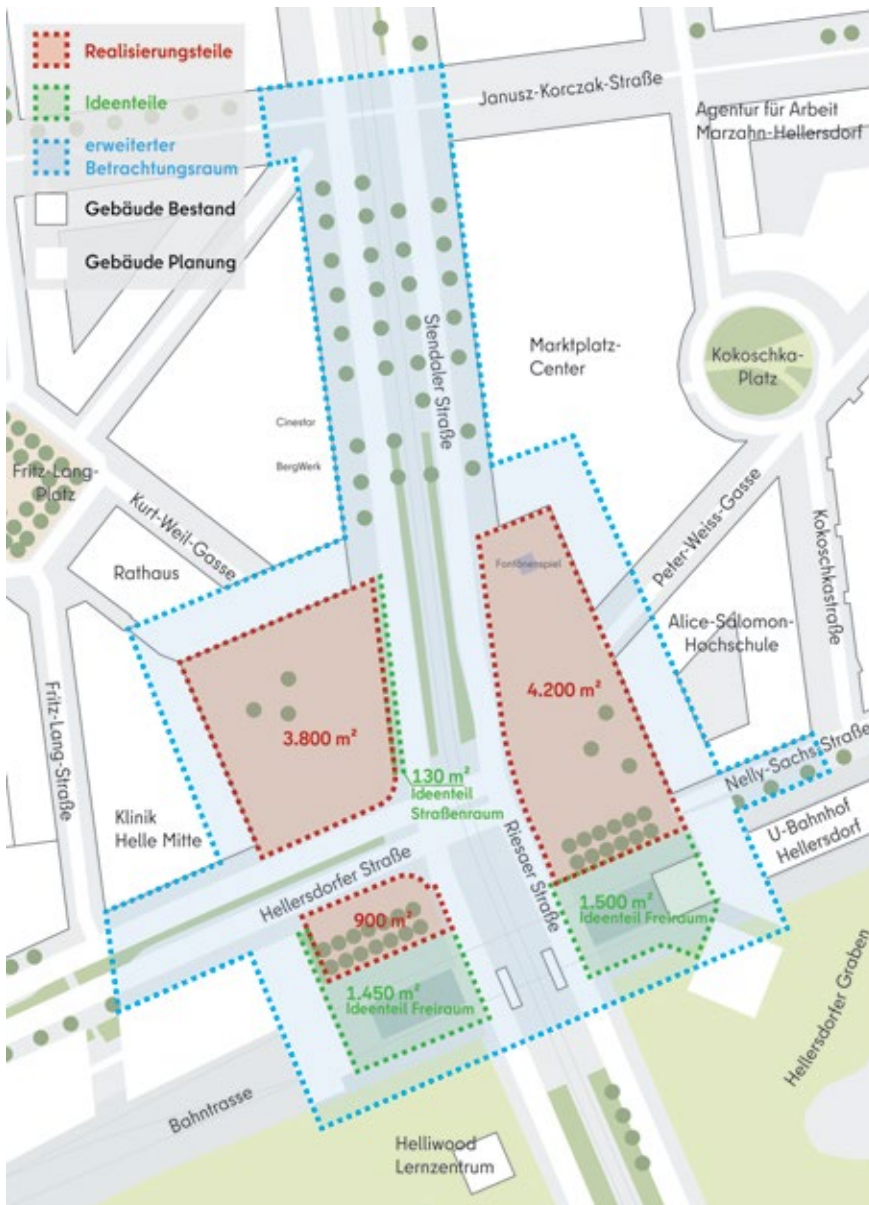 Realisierungsteile
Ideenteile
erweiterter
Betrachtungsraum
Gebäude Bestand
Gebäude Planung
Janusz-Korczak-Straße
Agentur für Arbeit
Marzahn-Hellersdorf
Stendaler Straße
Marktplatz-
Center
Kokoschka-
Platz
Cinestar
BergWerk
Fritz-Lang-
Platz
Kurt-Weil-Gasse
Rathaus
Fontänenspiel
Peter-Weiss-Gasse
Kokoschkastraße
Alice-Salomon-
Hochschule
Fritz-Lang-Straße
3.800 m²
4.200 m²
130 m²
Ideenteil
Straßenraum
Nelly-Sachs-Straße
Klinik
Helle Mitte
U-Bahnhof
Hellersdorf
Hellersdorfer Straße
Riesaer Straße
900 m²
1.500 m²
Ideenteil Freiraum
1.450 m²
Ideenteil Freiraum
Hellersdorfer Graben
Bahntrasse
Helliwood
Lernzentrum